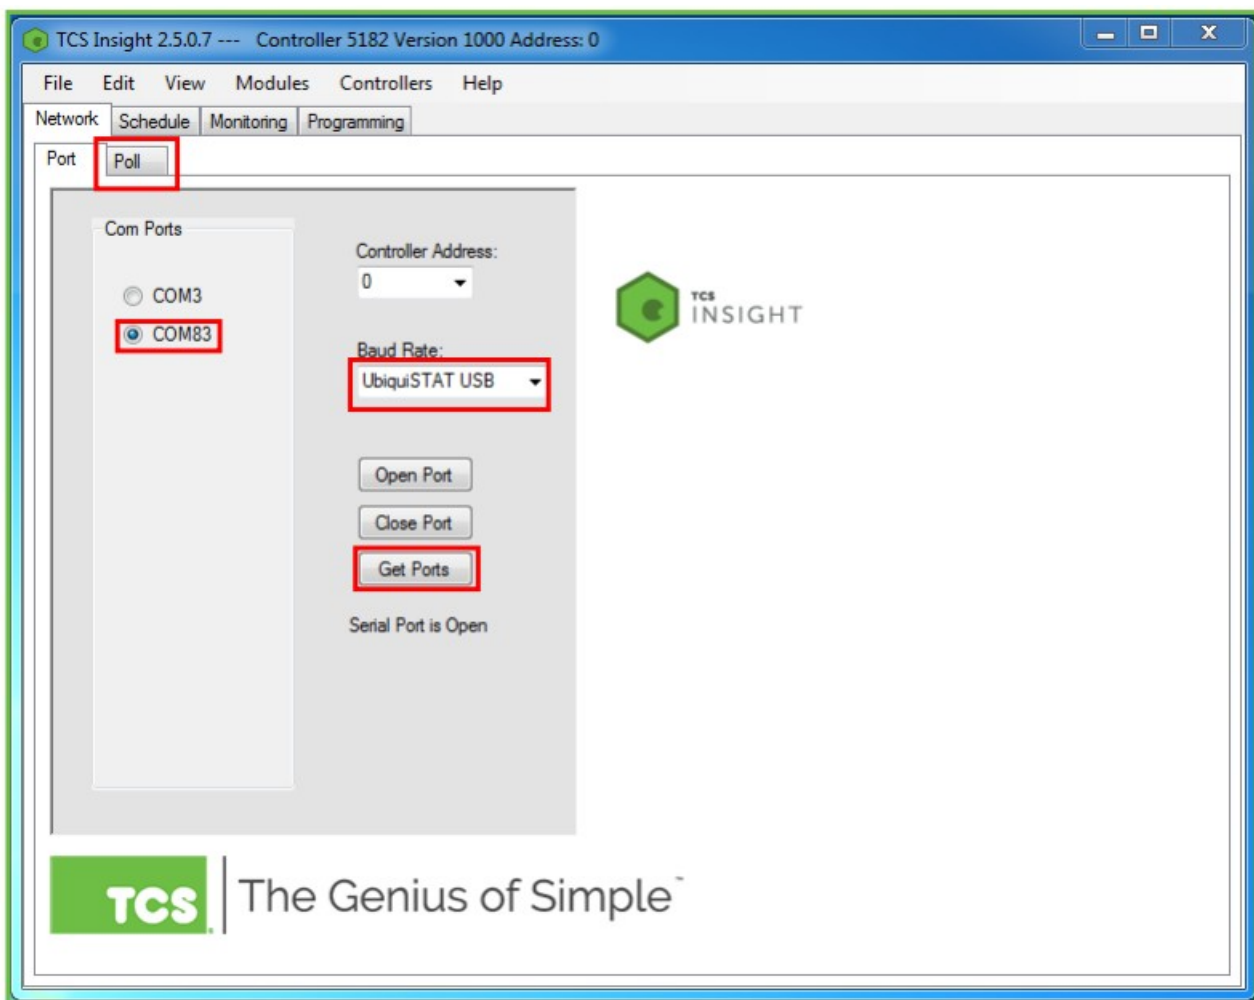 TCS Insight 2.5.0.7 --- Controller 5182 Version 1000 Address: 0
File Edit View Modules Controllers Help
Network Schedule Monitoring Programming
Port Poll
Com Ports
COM3
COM83
Controller Address:
0
Baud Rate:
UbiquiSTAT USB
Open Port
Close Port
Get Ports
Serial Port is Open
TCS
INSIGHT
TCS The Genius of Simple™